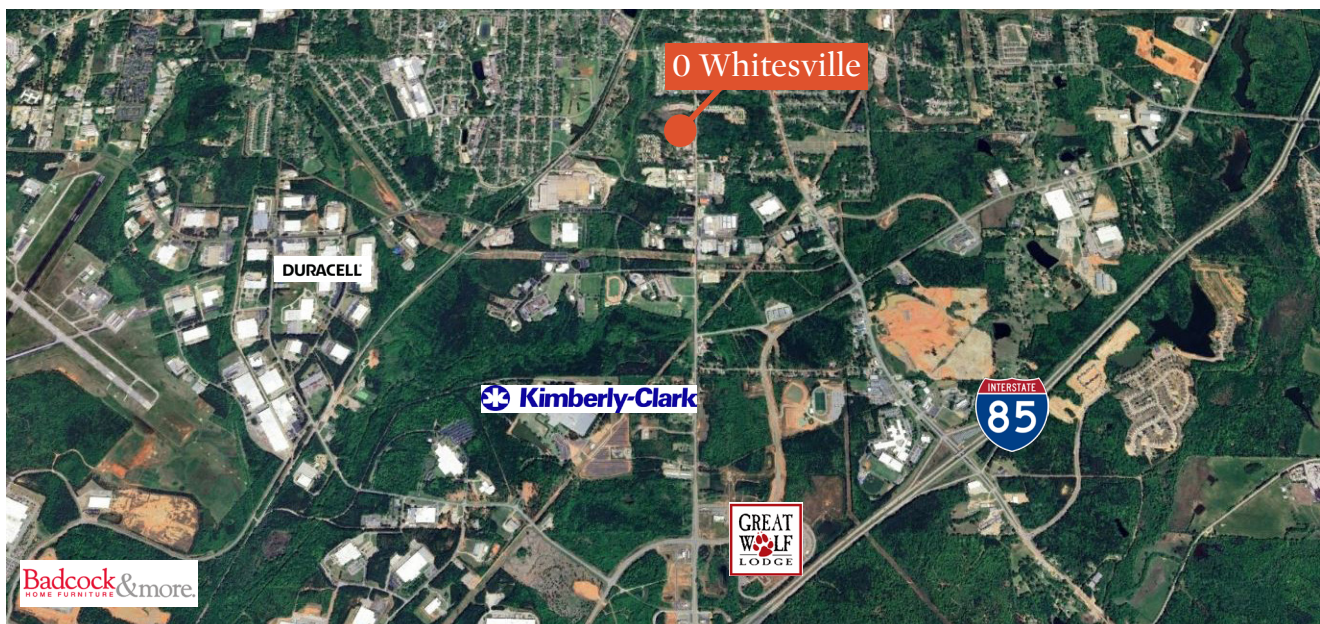 0 Whitesville
DURACELL
Kimberly-Clark
INTERSTATE
85
GREAT
WOLF
LODGE
Badcock &more.
HOME FURNITURE